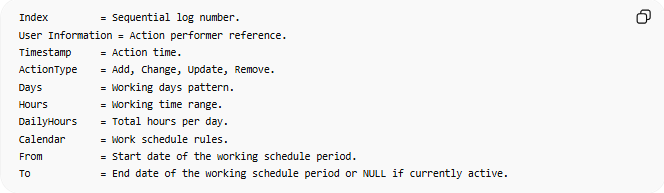 Index         = Sequential log number.
User Information = Action performer reference.
Timestamp     = Action time.
ActionType    = Add, Change, Update, Remove.
Days          = Working days pattern.
Hours         = Working time range.
DailyHours    = Total hours per day.
Calendar      = Work schedule rules.
From          = Start date of the working schedule period.
To            = End date of the working schedule period or NULL if currently active.